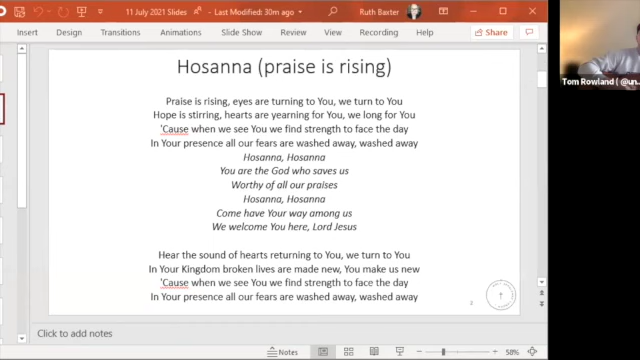 11 July 2021 Slides
Last Modified: 30m ago
Ruth Baxter
Insert Design Transitions Animations Slide Show Review View Recording Help Share
Tom Rowland ( @un...
Hosanna (praise is rising)
Praise is rising, eyes are turning to You, we turn to You
Hope is stirring, hearts are yearning for You, we long for You
'Cause when we see You we find strength to face the day
In Your presence all our fears are washed away, washed away
Hosanna, Hosanna
You are the God who saves us
Worthy of all our praises
Hosanna, Hosanna
Come have Your way among us
We welcome You here, Lord Jesus
Hear the sound of hearts returning to You, we turn to You
In Your Kingdom broken lives are made new, You make us new
'Cause when we see You we find strength to face the day
In Your presence all our fears are washed away, washed away
2
Click to add notes
Notes
58%